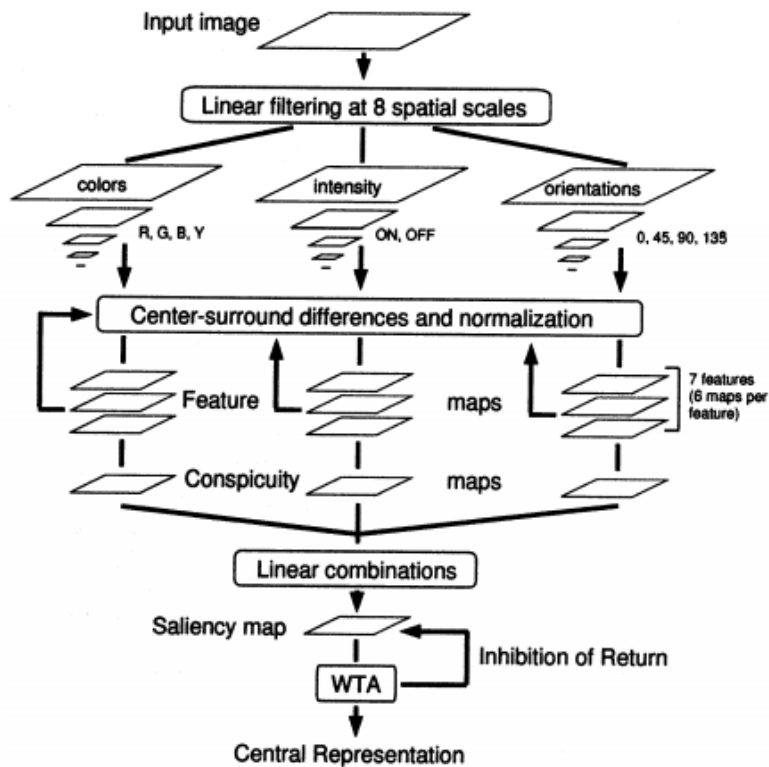 Input image
Linear filtering at 8 spatial scales
colors
intensity
orientations
R, G, B, Y
ON, OFF
0, 45, 90, 135
Center-surround differences and normalization
Feature
maps
7 features
(6 maps per
feature)
Conspicuity
maps
Linear combinations
Saliency map
Inhibition of Return
WTA
Central Representation